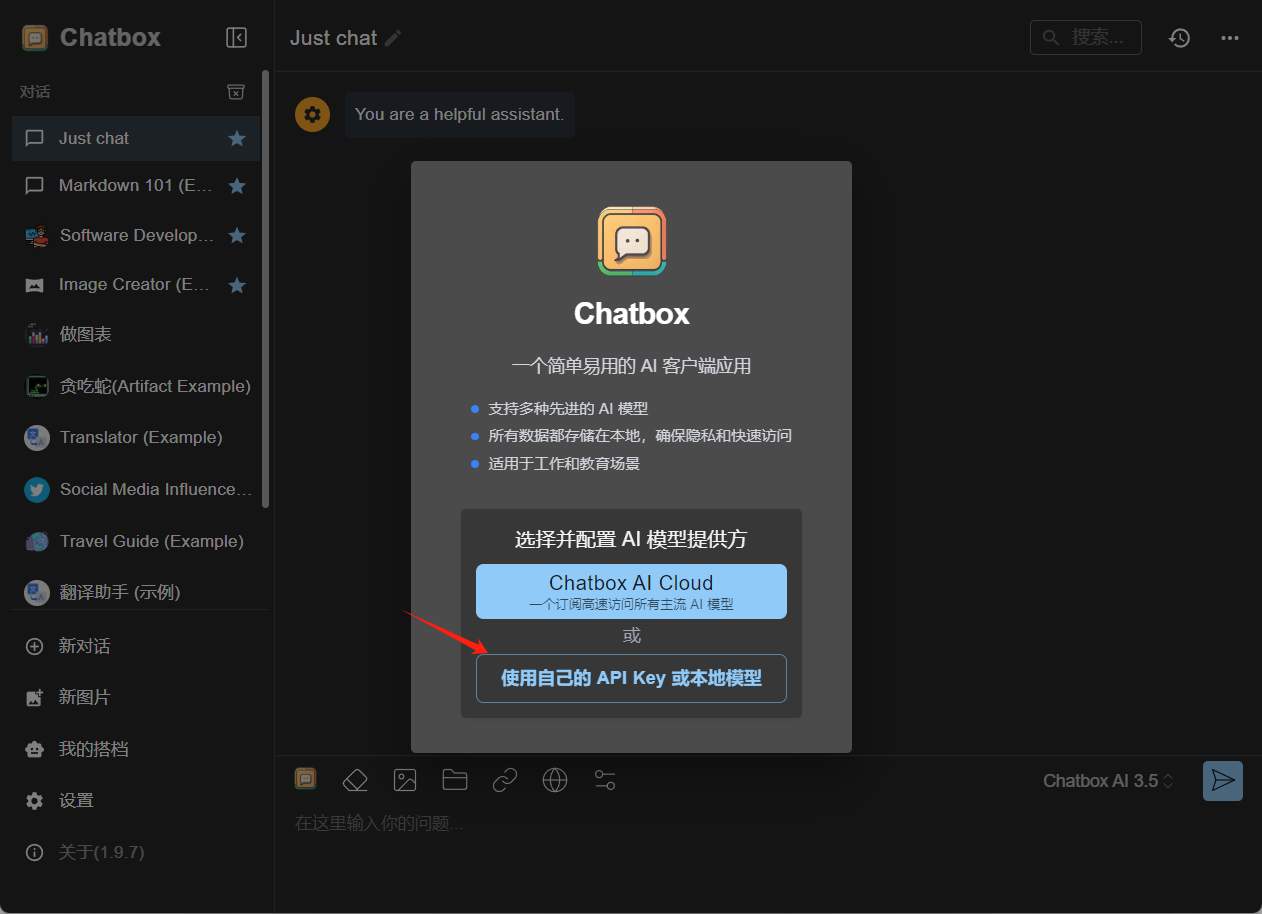 Chatbox
对话
Just chat
Markdown 101 (E...
Software Develop...
Image Creator (E...
做图表
贪吃蛇(Artifact Example)
Translator (Example)
Social Media Influence...
Travel Guide (Example)
翻译助手 (示例)
新对话
新图片
我的搭档
设置
关于(1.9.7)
Just chat
搜索...
You are a helpful assistant.
Chatbox
一个简单易用的 AI 客户端应用
支持多种先进的 AI 模型
所有数据都存储在本地，确保隐私和快速访问
适用于工作和教育场景
选择并配置 AI 模型提供方
Chatbox AI Cloud
一个订阅高速访问所有主流 AI 模型
或
使用自己的 API Key 或本地模型
Chatbox AI 3.5
在这里输入你的问题...